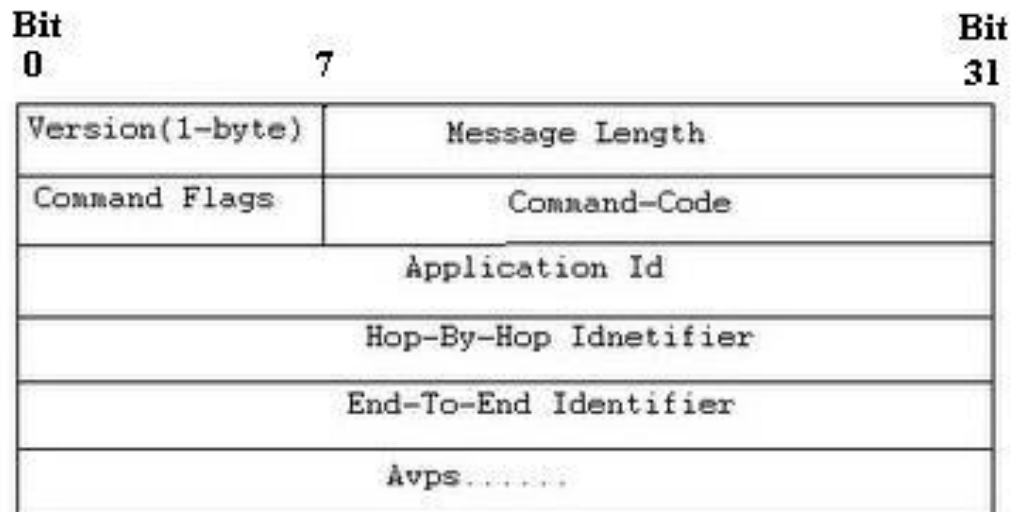 Bit Bit
0 7 31
Version(1-byte) Message Length
Command Flags Command-Code
Application Id
Hop-By-Hop Idnetifier
End-To-End Identifier
Avps......